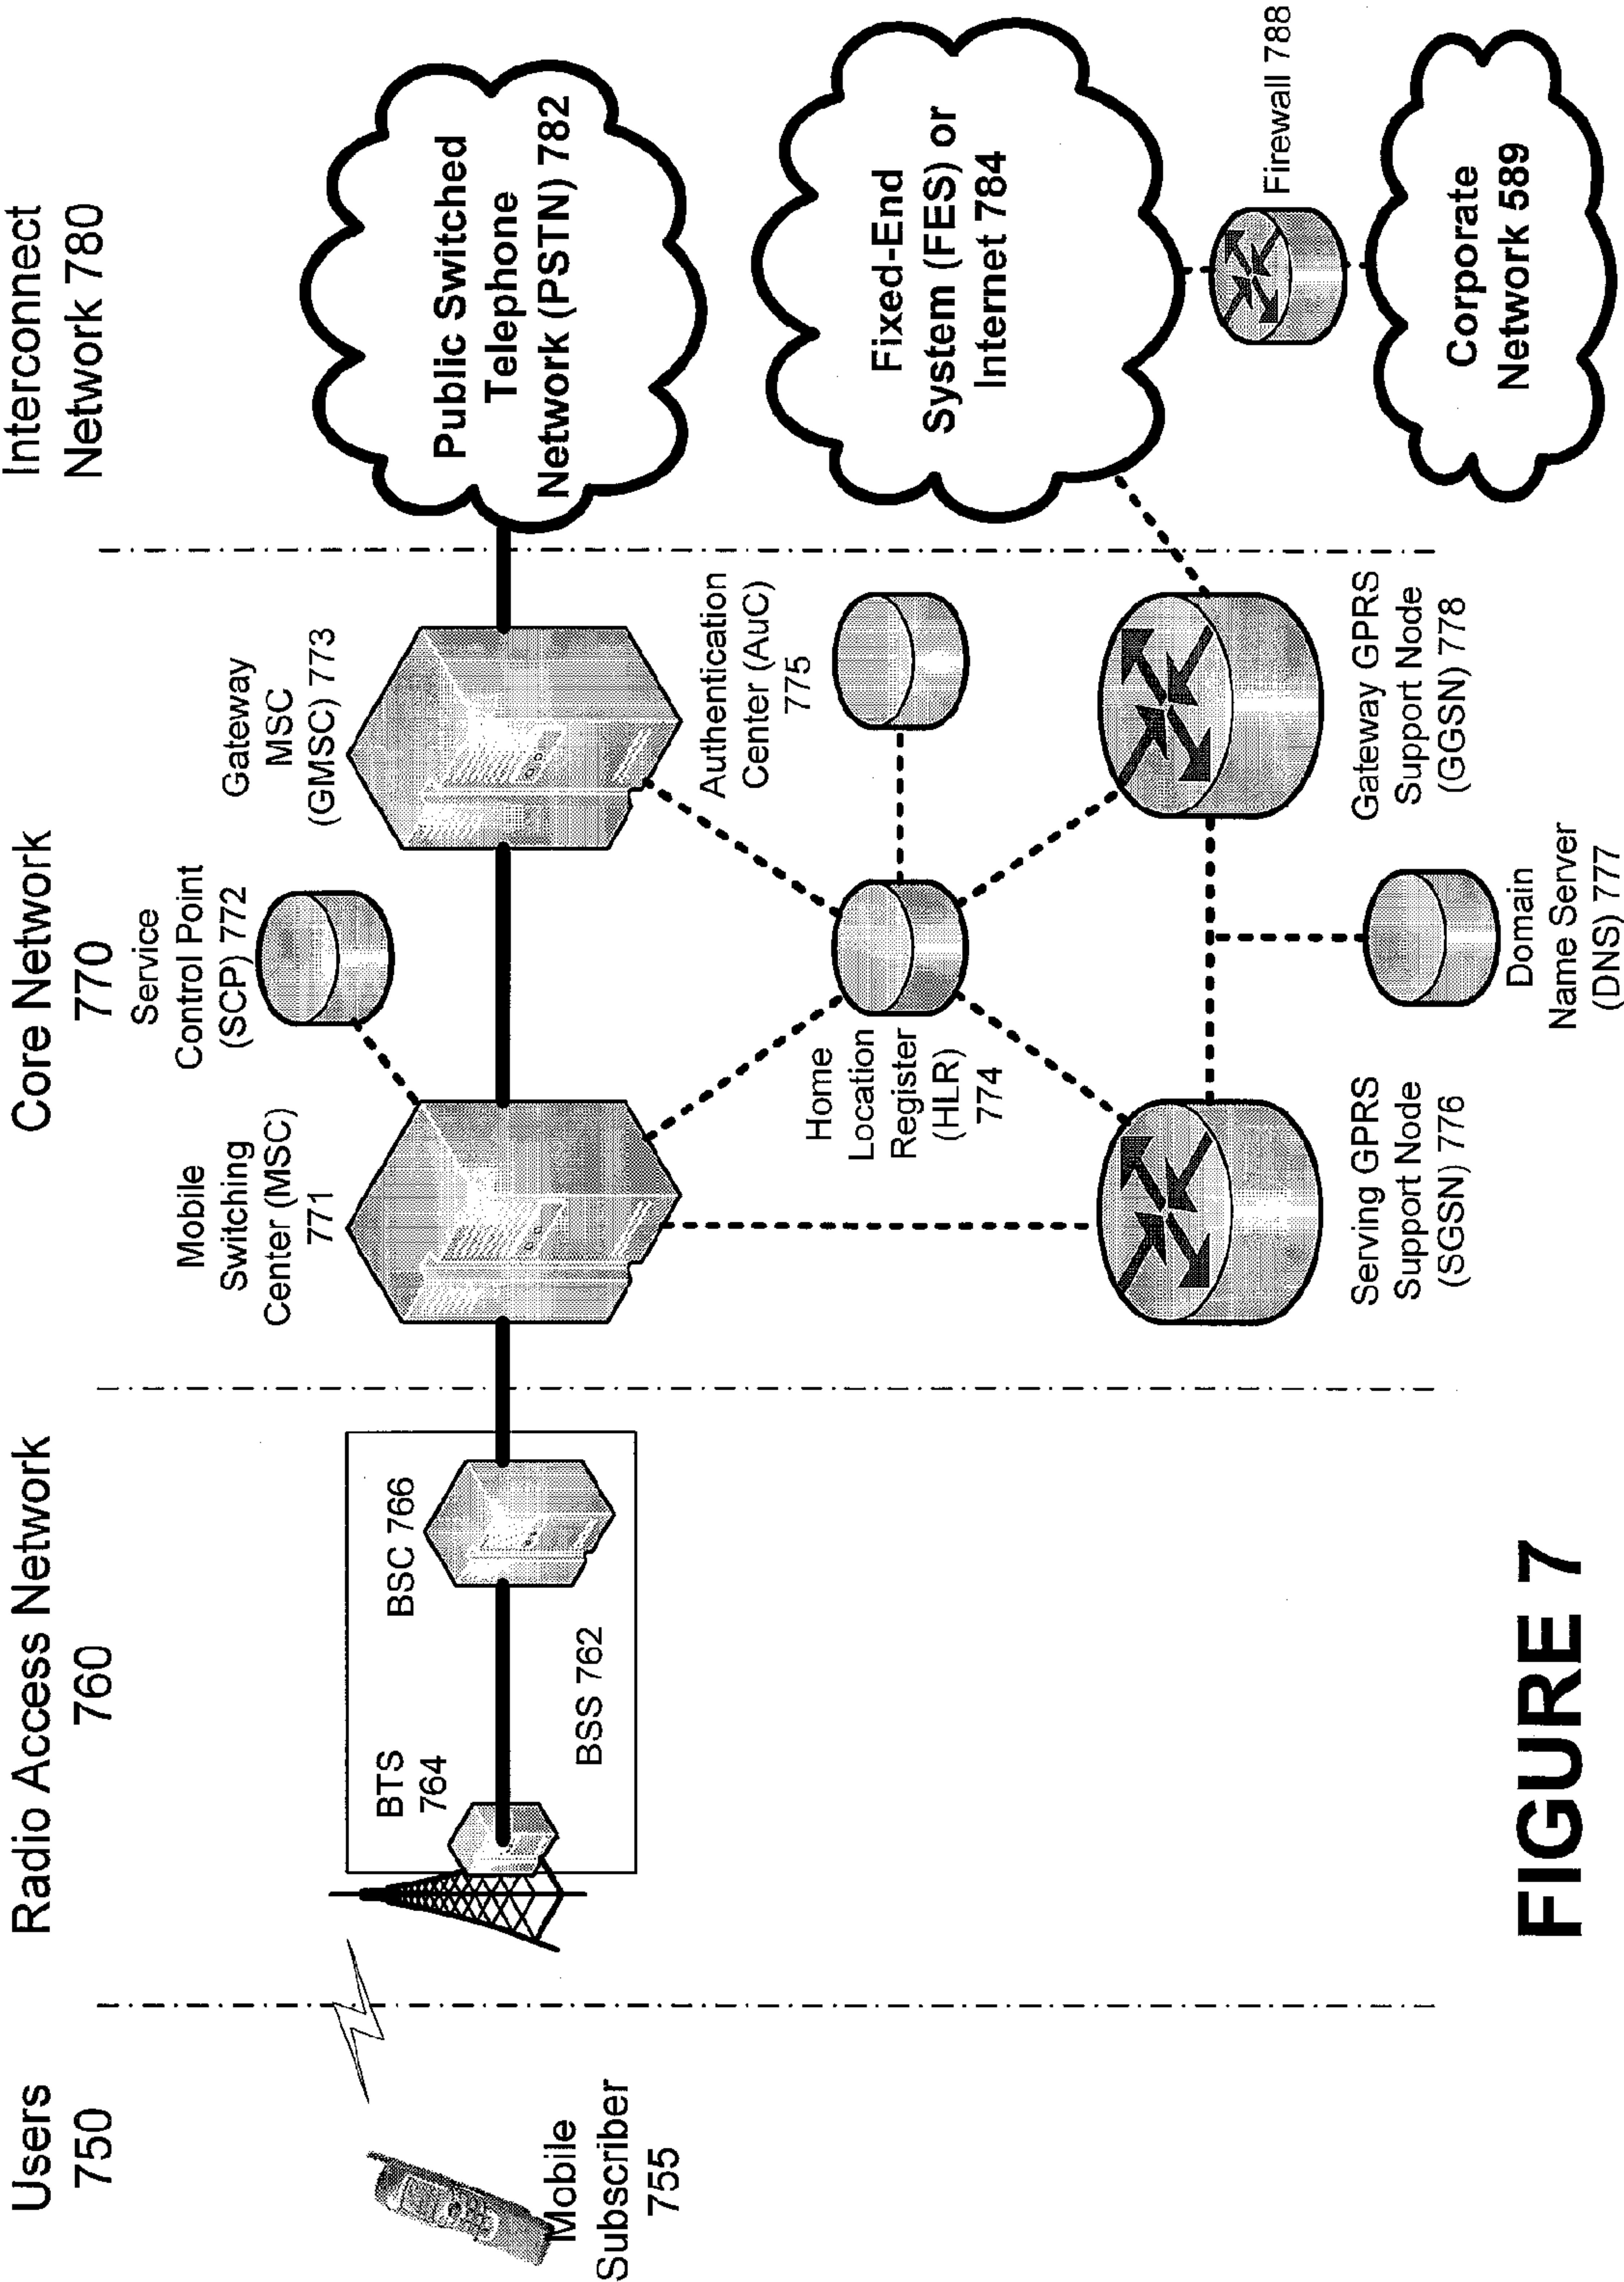 Users
750
Radio Access Network
760
Core Network
770
Interconnect
Network 780
Mobile
Subscriber
755
BTS
764
BSC 766
BSS 762
Mobile
Switching
Center (MSC)
771
Service
Control Point
(SCP) 772
Gateway
MSC
(GMSC) 773
Public Switched
Telephone
Network (PSTN) 782
Home
Location
Register
(HLR)
774
Authentication
Center (AuC)
775
Fixed-End
System (FES) or
Internet 784
Serving GPRS
Support Node
(SGSN) 776
Domain
Name Server
(DNS) 777
Gateway GPRS
Support Node
(GGSN) 778
Firewall 788
Corporate
Network 589
FIGURE 7